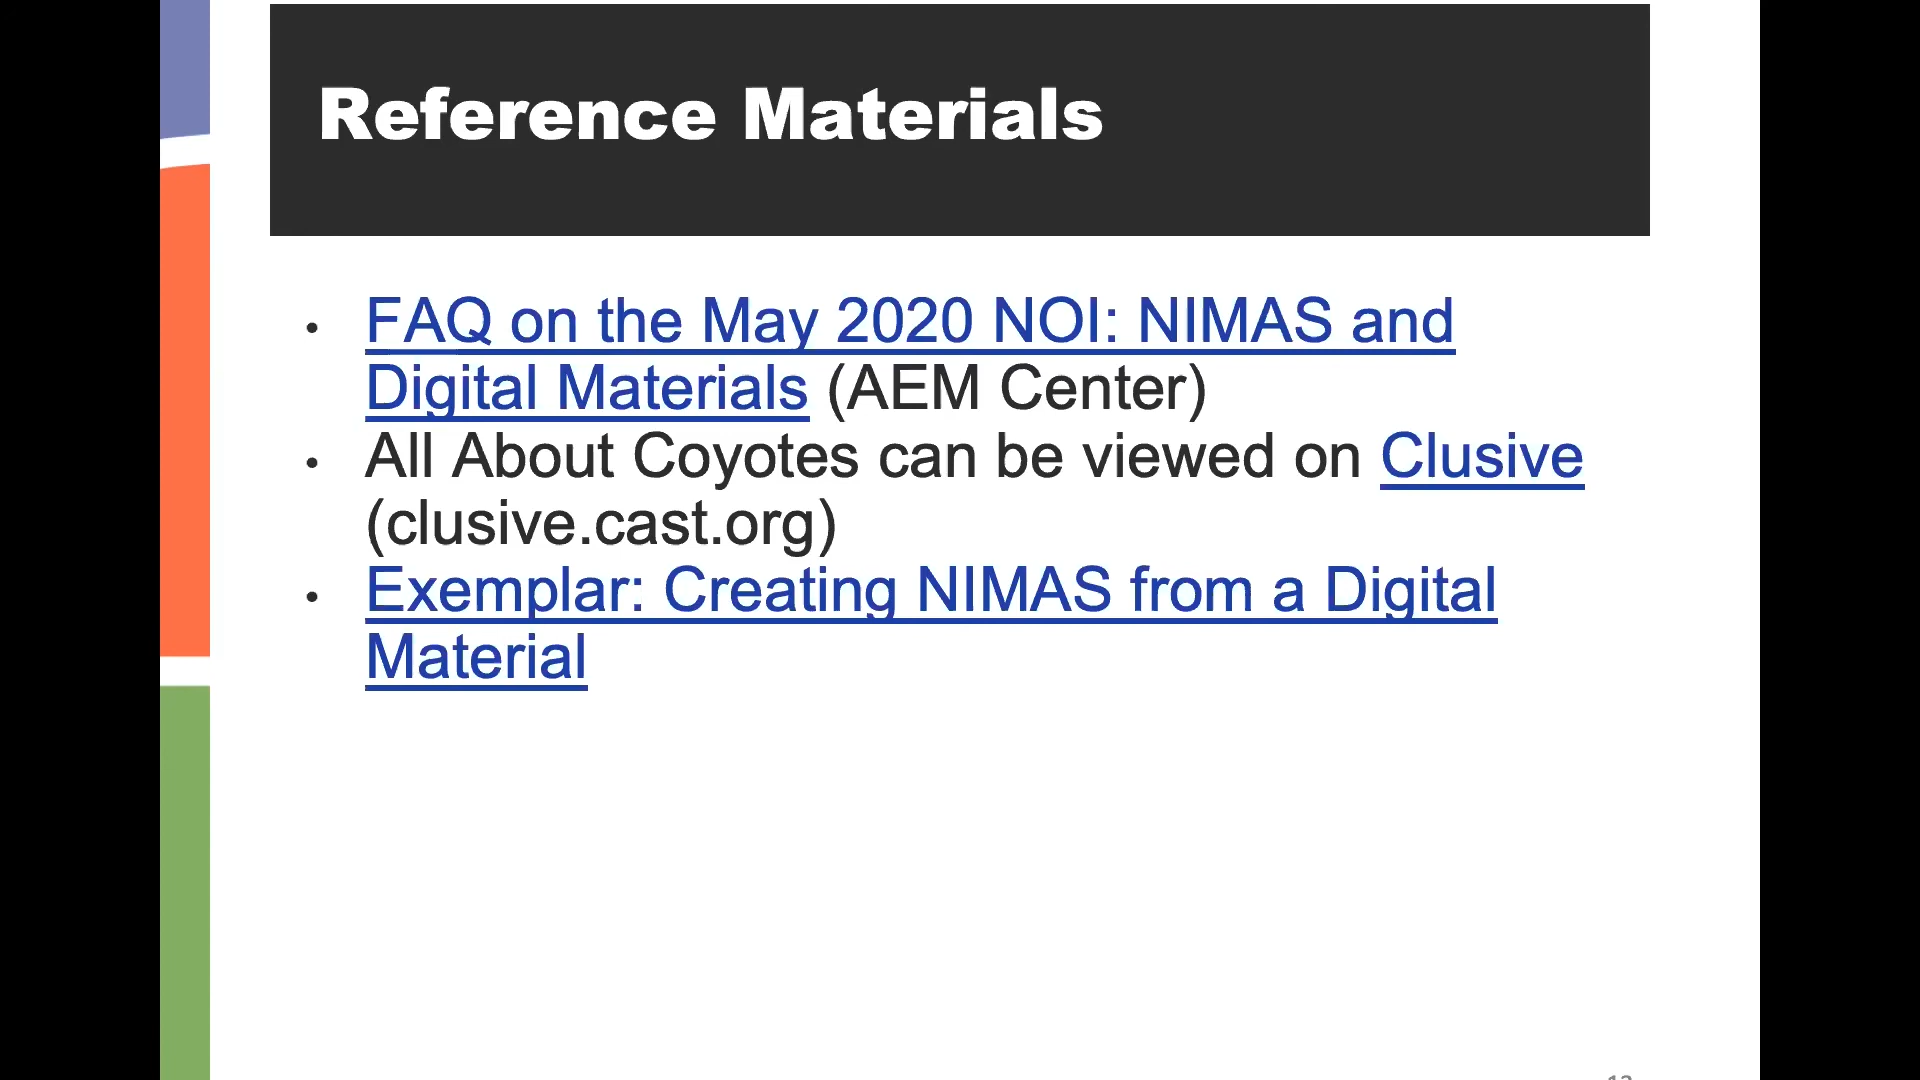 Reference Materials
• FAQ on the May 2020 NOI: NIMAS and
Digital Materials (AEM Center)
• All About Coyotes can be viewed on Clusive
(clusive.cast.org)
• Exemplar: Creating NIMAS from a Digital
Material